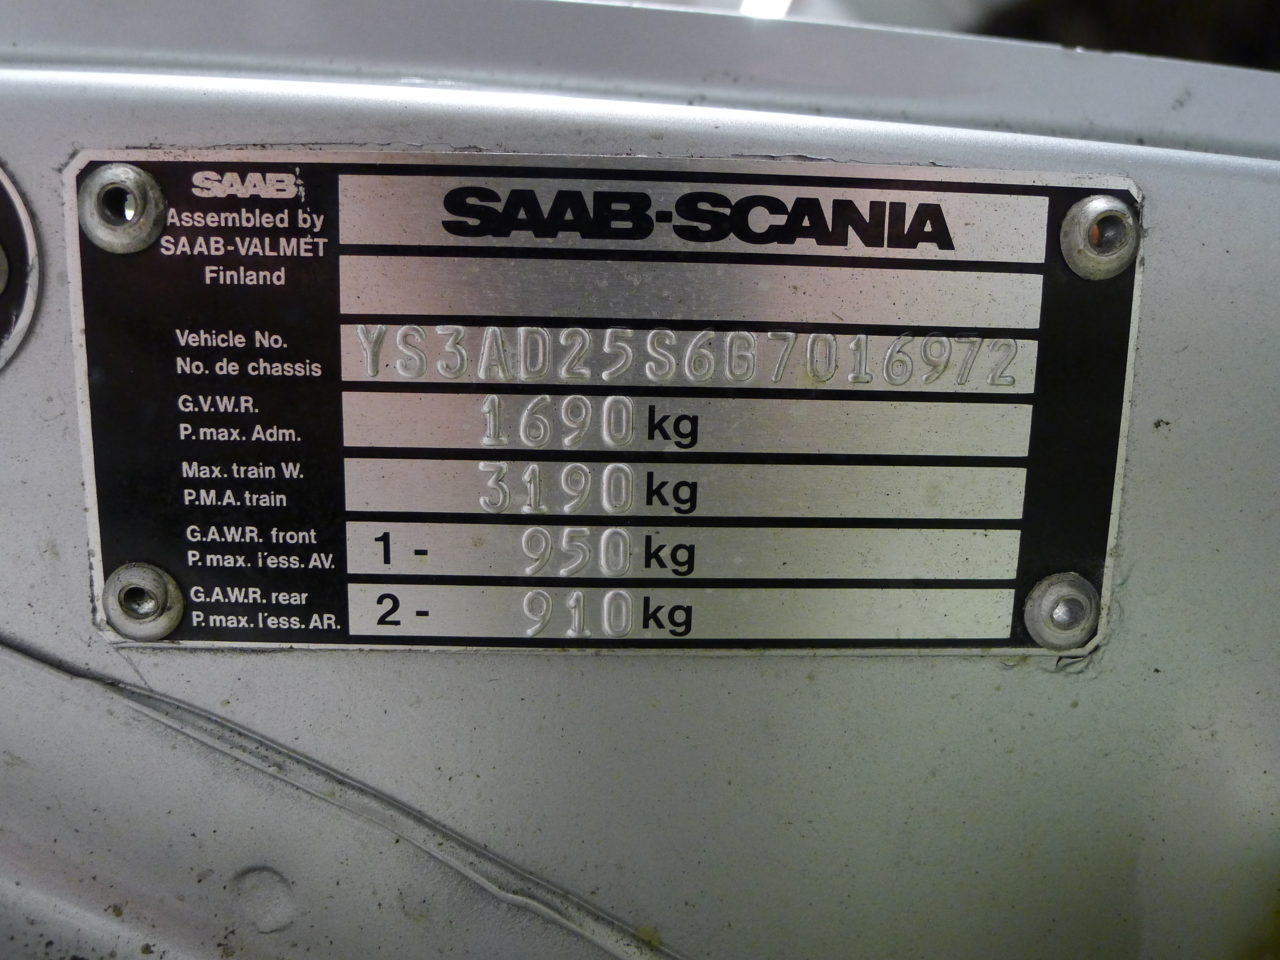 SAAB
Assembled by
SAAB-VALMET
Finland
SAAB-SCANIA
Vehicle No.
No. de chassis
YS3AD25S6G7016972
G.V.W.R.
P.max. Adm.
1690 kg
Max. train W.
P.M.A. train
3190 kg
G.A.W.R. front
P. max. l'ess. AV.
1 - 950 kg
G.A.W.R. rear
P. max. l'ess. AR.
2 - 910 kg